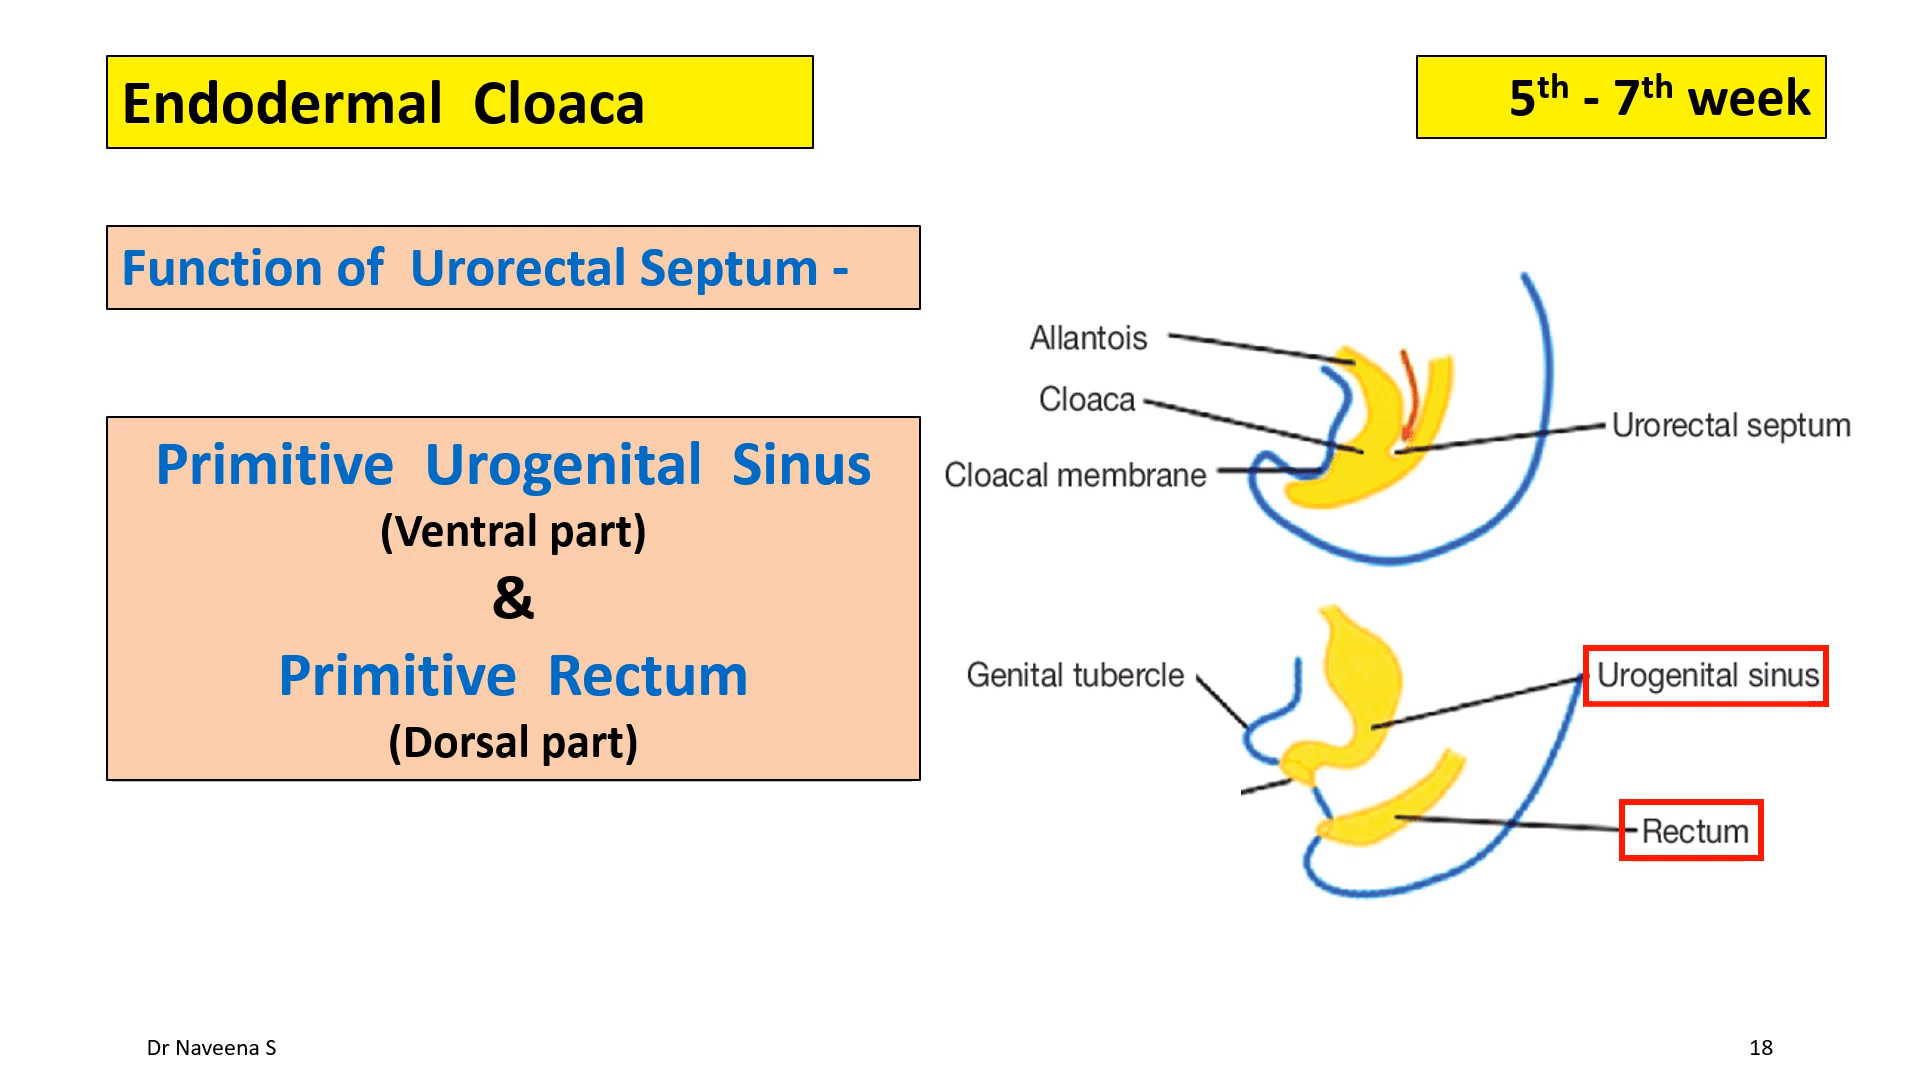 Endodermal Cloaca
5th - 7th week
Function of Urorectal Septum -
Primitive Urogenital Sinus
(Ventral part)
&
Primitive Rectum
(Dorsal part)
Allantois
Cloaca
Cloacal membrane
Urorectal septum
Genital tubercle
Urogenital sinus
Rectum
Dr Naveena S
18